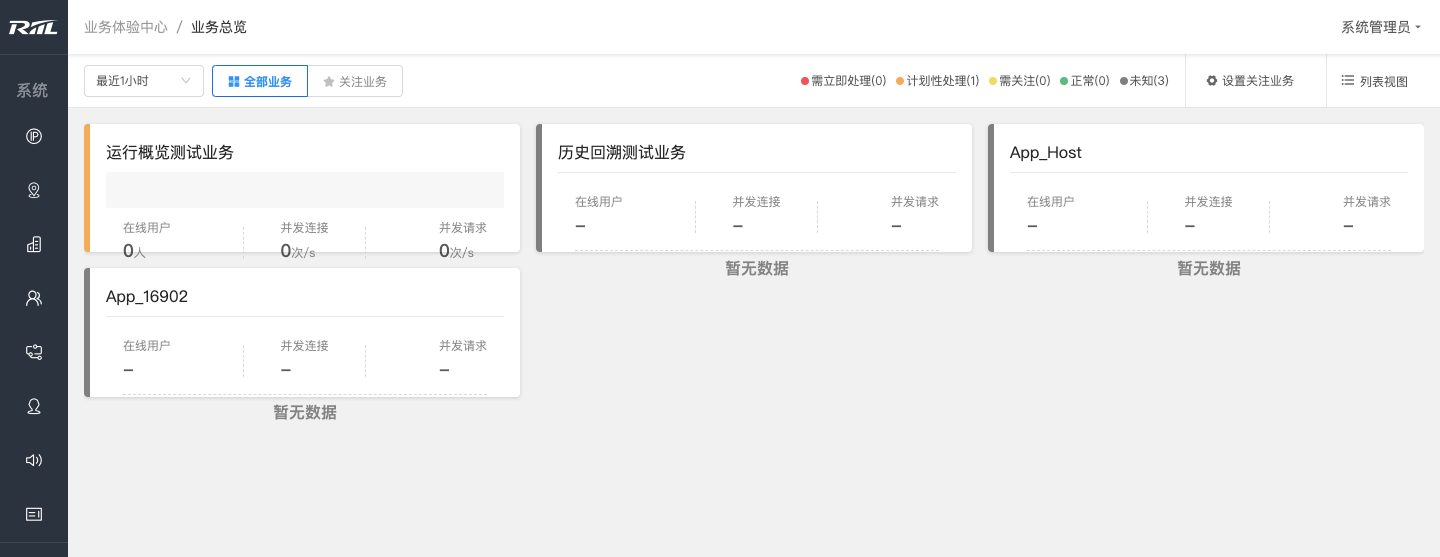 RIIL
业务体验中心 / 业务总览
系统管理员
系统
最近1小时
全部业务
关注业务
需立即处理(0)
计划性处理(1)
需关注(0)
正常(0)
未知(3)
设置关注业务
列表视图
运行概览测试业务
在线用户 并发连接 并发请求
0人 0次/s 0次/s
历史回溯测试业务
在线用户 并发连接 并发请求
– – –
暂无数据
App_Host
在线用户 并发连接 并发请求
– – –
暂无数据
App_16902
在线用户 并发连接 并发请求
– – –
暂无数据